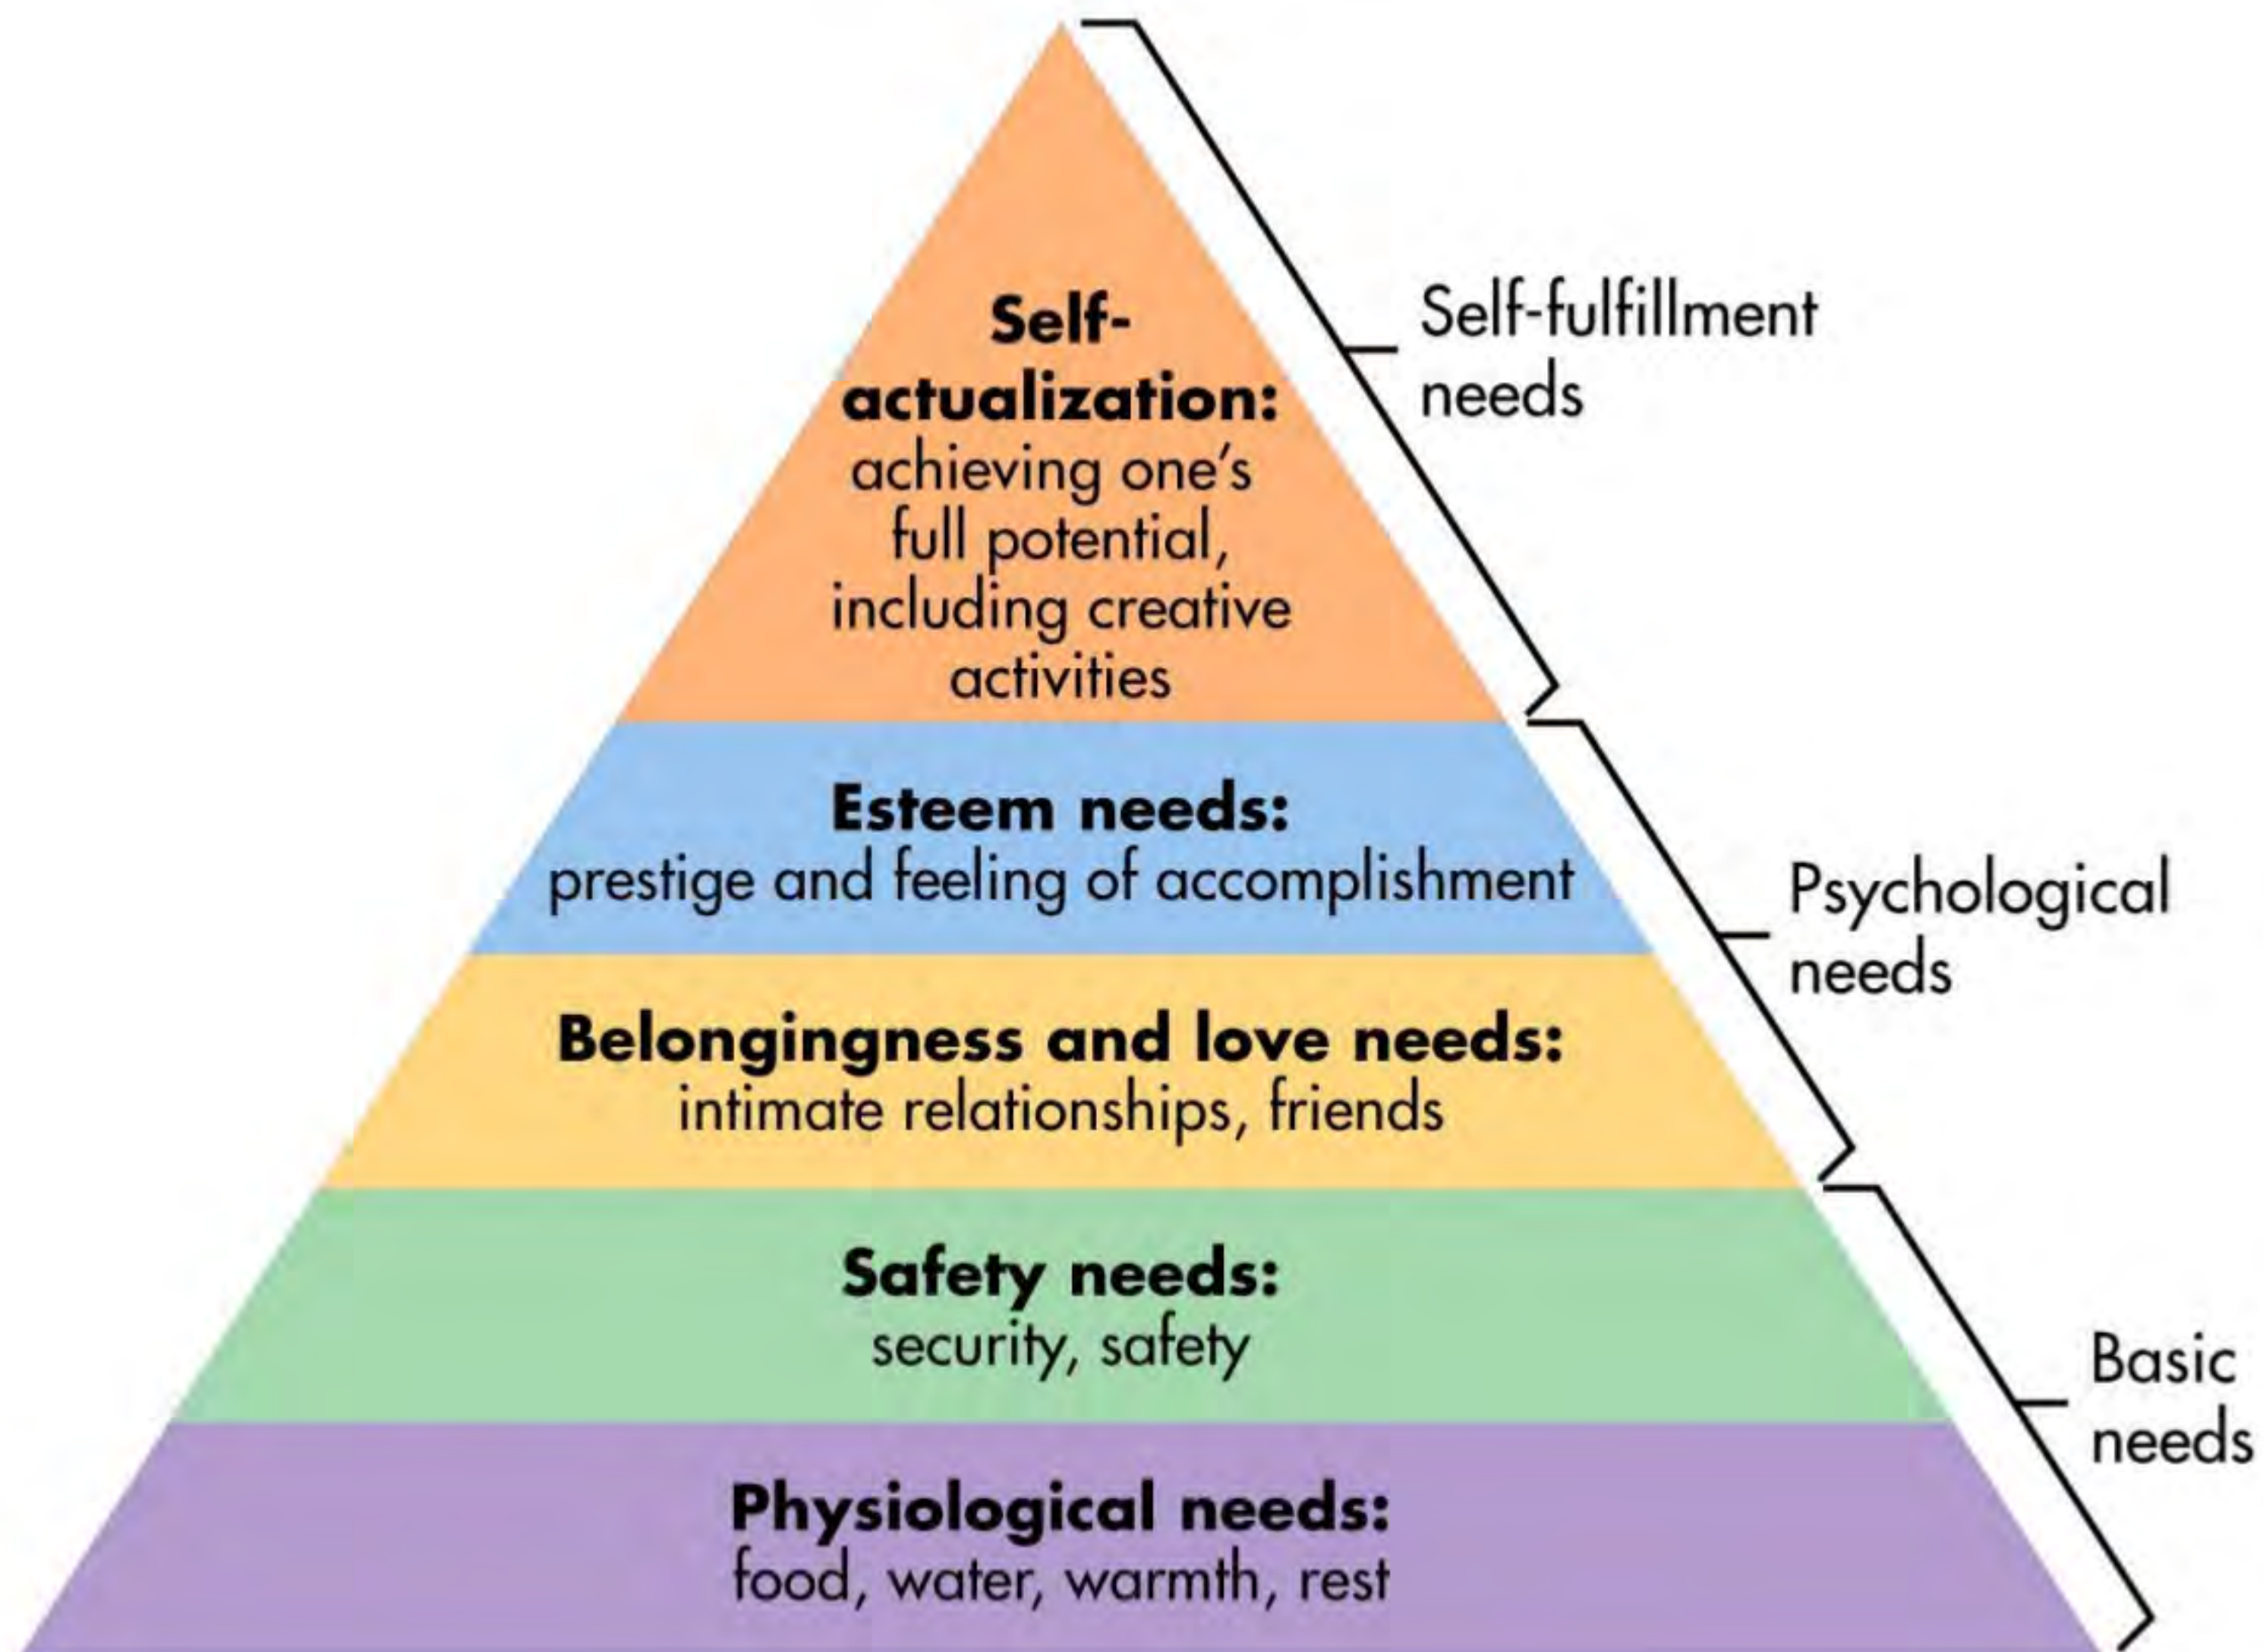 Self-
actualization:
achieving one’s
full potential,
including creative
activities
Self-fulfillment
needs
Esteem needs:
prestige and feeling of accomplishment
Belongingness and love needs:
intimate relationships, friends
Psychological
needs
Safety needs:
security, safety
Physiological needs:
food, water, warmth, rest
Basic
needs